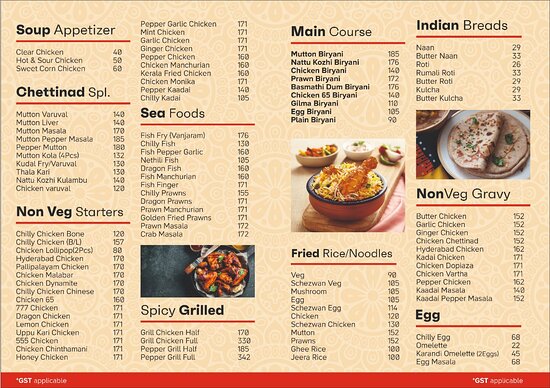 Soup Appetizer
Clear Chicken 40
Hot & Sour Chicken 50
Sweet Corn Chicken 60
Chettinad Spl.
Mutton Varuval 140
Mutton Liver 140
Mutton Masala 170
Mutton Pepper Masala 185
Pepper Mutton 180
Mutton Kola (4Pcs) 132
Kudal Fry/Varuval 130
Thala Kari 130
Nattu Kozhi Kulambu 140
Chicken varuval 120
Non Veg Starters
Chilly Chicken Bone 120
Chilly Chicken (B/L) 157
Chicken Lollipop(2Pcs) 80
Hyderabad Chicken 170
Pallipalayam Chicken 170
Chicken Malabar 170
Chicken Dynamite 170
Chilly Chicken Chinese 170
Chicken 65 160
777 Chicken 171
Dragon Chicken 171
Lemon Chicken 171
Uppu Kari Chicken 171
555 Chicken 171
Chicken Chinthamani 171
Honey Chicken 171
Pepper Garlic Chicken 171
Mint Chicken 171
Garlic Chicken 171
Ginger Chicken 171
Pepper Chicken 160
Chicken Manchurian 160
Kerala Fried Chicken 160
Chicken Monika 171
Pepper Kaadai 140
Chilly Kadai 105
Sea Foods
Fish Fry (Vanjaram) 176
Chilly Fish 130
Fish Pepper Garlic 160
Nethili Fish 105
Dragon Fish 160
Fish Manchurian 160
Fish Finger 171
Chilly Prawns 155
Dragon Prawns 171
Prawn Manchurian 171
Golden Fried Prawns 171
Prawn Masala 172
Crab Masala 172
Spicy Grilled
Grill Chicken Half 170
Grill Chicken Full 330
Pepper Grill Half 185
Pepper Grill Full 342
Main Course
Mutton Biryani 185
Nattu Kozhi Biryani 176
Chicken Biryani 140
Prawn Biryani 172
Basmathi Dum Biryani 176
Chicken 65 Biryani 140
Gilma Biryani 110
Egg Biryani 105
Plain Biryani 90
Fried Rice/Noodles
Veg 90
Schezwan Veg 105
Mushroom 105
Egg 105
Schezwan Egg 114
Chicken 120
Schezwan Chicken 130
Mutton 152
Prawns 152
Ghee Rice 100
Jeera Rice 100
Indian Breads
Naan 29
Butter Naan 33
Roti 26
Rumali Roti 33
Butter Roti 29
Kulcha 29
Butter Kulcha 33
NonVeg Gravy
Butter Chicken 152
Garlic Chicken 152
Ginger Chicken 152
Chicken Chettinad 152
Hyderabad Chicken 162
Kadai Chicken 171
Chicken Dopiaza 171
Chicken Vartha 171
Pepper Chicken 162
Kaadai Masala 140
Kaadai Pepper Masala 152
Egg
Chilly Egg 68
Omelette 22
Karandi Omelette (2Eggs) 45
Egg Masala 68
*GST applicable
*GST applicable